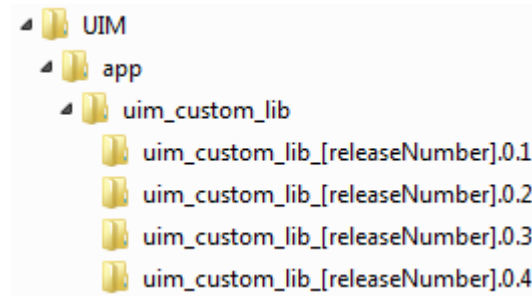 UIM
app
uim_custom_lib
uim_custom_lib_[releaseNumber].0.1
uim_custom_lib_[releaseNumber].0.2
uim_custom_lib_[releaseNumber].0.3
uim_custom_lib_[releaseNumber].0.4